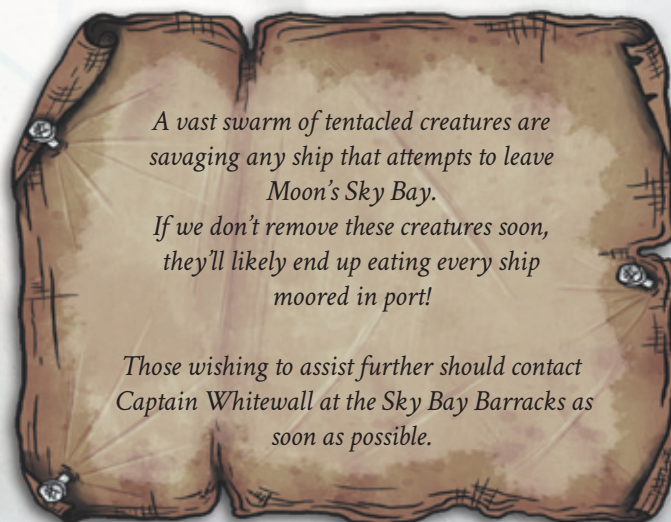 A vast swarm of tentacled creatures are
savaging any ship that attempts to leave
Moon's Sky Bay.
If we don't remove these creatures soon,
they'll likely end up eating every ship
moored in port!
Those wishing to assist further should contact
Captain Whitewall at the Sky Bay Barracks as
soon as possible.